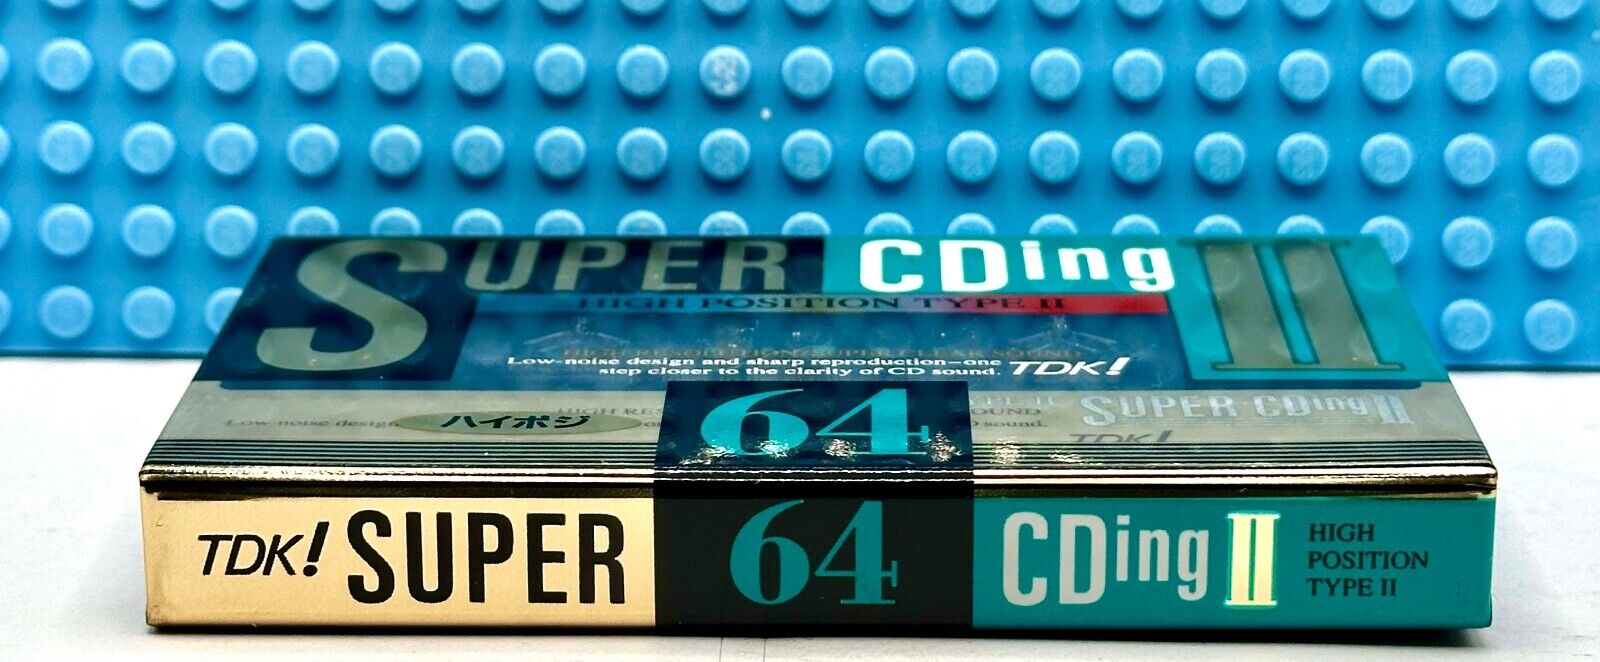 SUPER CDing II
HIGH POSITION TYPE II
Low-noise design and sharp reproduction—one
step closer to the clarity of CD sound. TDK!
ハイポジ
64
SUPER CDing II
TDK!
TDK! SUPER 64 CDing II
HIGH
POSITION
TYPE II